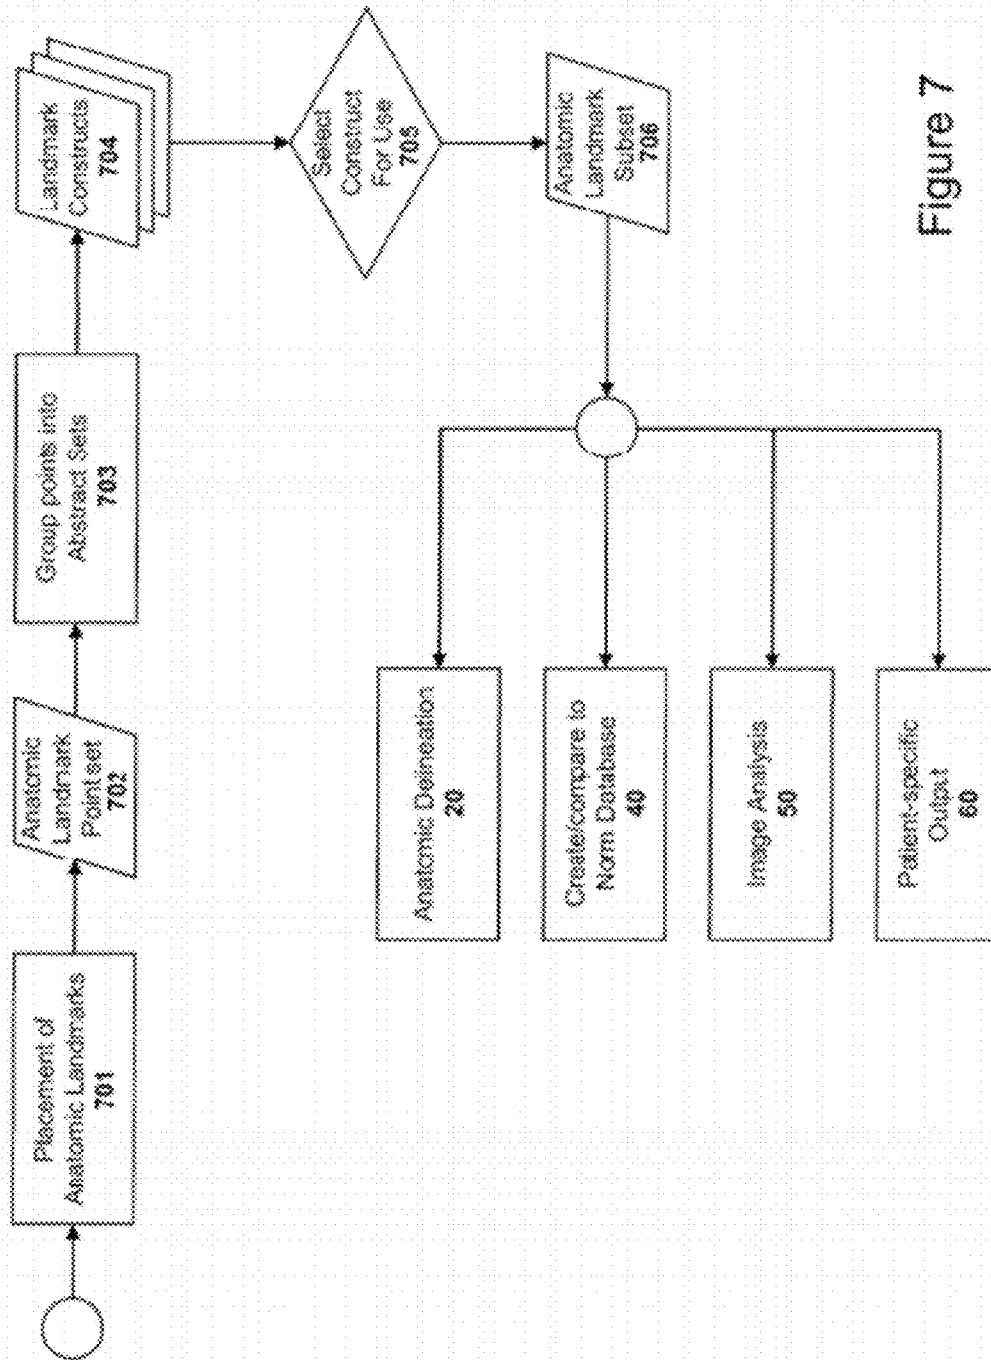 Placement of
Anatomic Landmarks
701
Anatomic
Landmark
Point set
702
Group points into
Abstract Sets
703
Landmark
Constructs
704
Select
Construct
For Use
705
Anatomic
Landmark
Subset
706
Anatomic Delineation
20
Create/compare to
Norm Database
40
Image Analysis
50
Patient-specific
Output
60
Figure 7